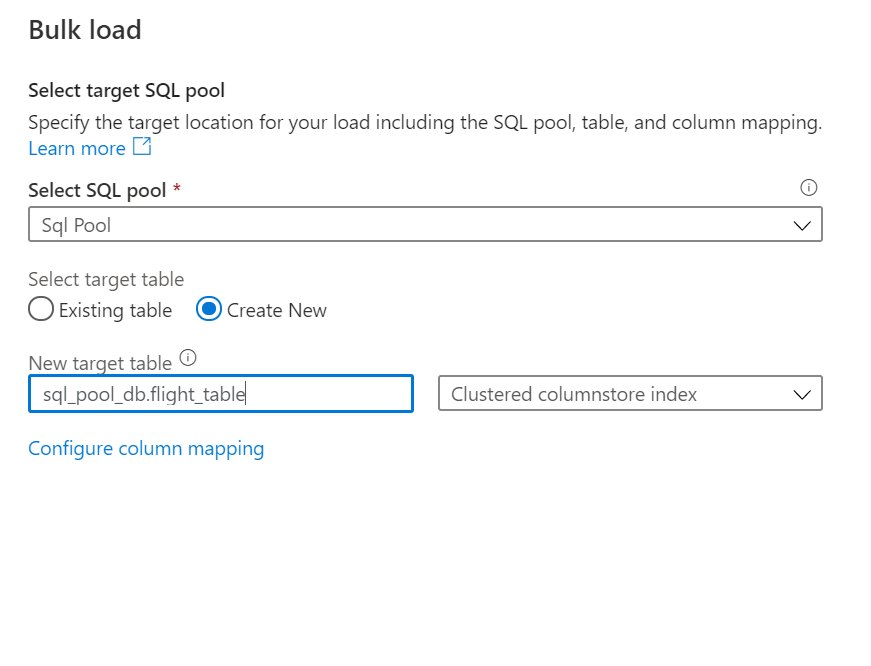 Bulk load
Select target SQL pool
Specify the target location for your load including the SQL pool, table, and column mapping.
Learn more
Select SQL pool *
Sql Pool
Select target table
Existing table Create New
New target table
sql_pool_db.flight_table Clustered columnstore index
Configure column mapping